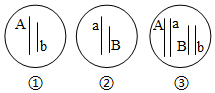 A b
a B
A a B b
① ② ③